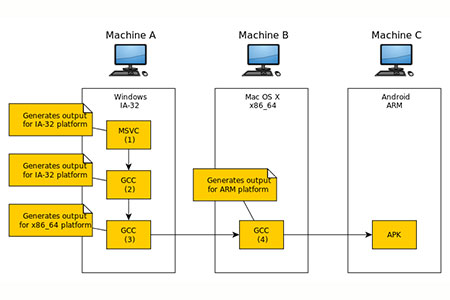 Machine A
Machine B
Machine C
Windows
IA-32
Mac OS X
x86_64
Android
ARM
Generates output
for IA-32 platform
MSVC
(1)
Generates output
for IA-32 platform
GCC
(2)
Generates output
for ARM platform
Generates output
for x86_64 platform
GCC
(3)
GCC
(4)
APK